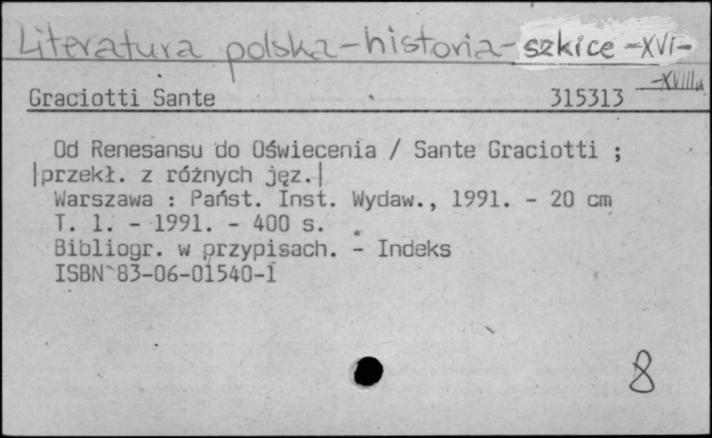 Literatura polska-historia-szkice-XVI-
-XVIIIw
Graciotti Sante 315313
Od Renesansu do Oświecenia / Sante Graciotti ;
|przekł. z różnych jęz.|
Warszawa : Państ. Inst. Wydaw., 1991. - 20 cm
T. 1. - 1991. - 400 s.
Bibliogr. w przypisach. - Indeks
ISBN 83-06-01540-1
8